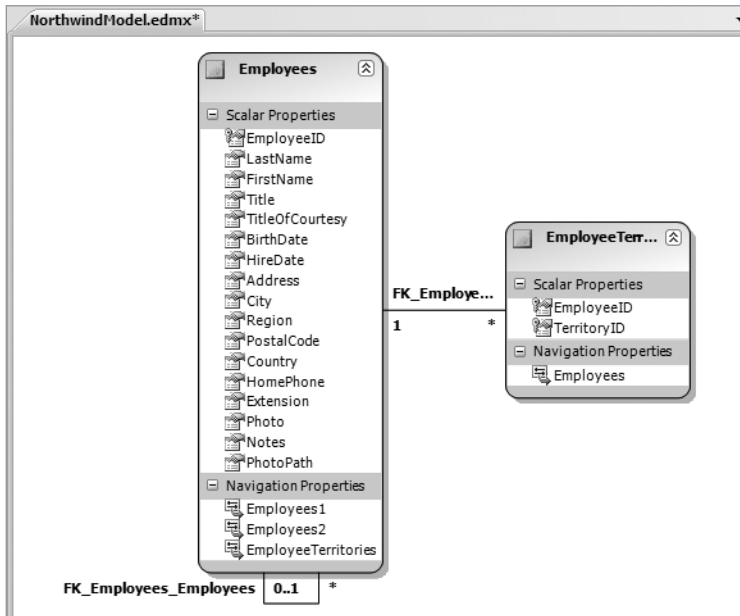 NorthwindModel.edmx*
Employees
Scalar Properties
EmployeeID
LastName
FirstName
Title
TitleOfCourtesy
BirthDate
HireDate
Address
City
Region
PostalCode
Country
HomePhone
Extension
Photo
Notes
PhotoPath
Navigation Properties
Employees1
Employees2
EmployeeTerritories
FK_Employees_Employees 0..1 *
FK_Employe...
1 *
EmployeeTerr...
Scalar Properties
EmployeeID
TerritoryID
Navigation Properties
Employees